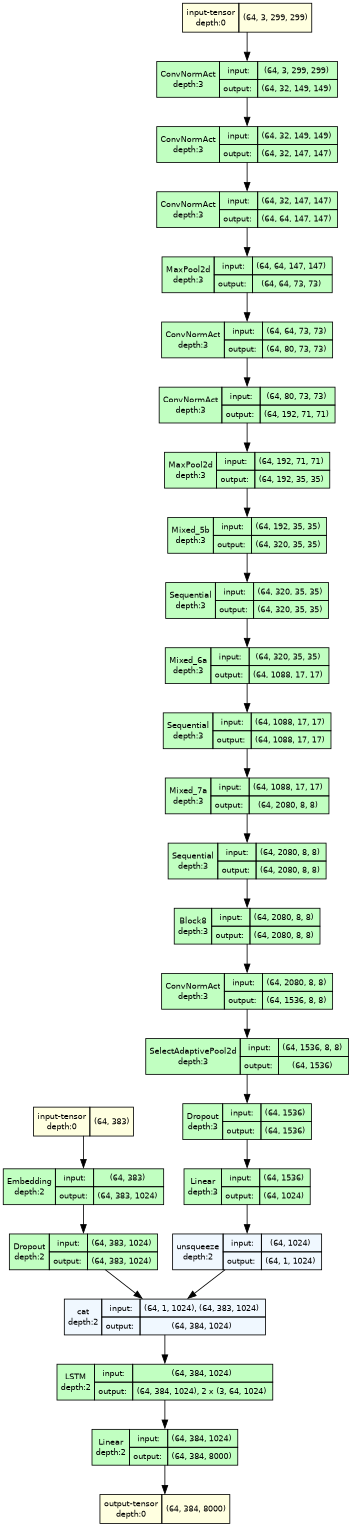 input-tensor
depth:0
(64, 3, 299, 299)
ConvNormAct
depth:3
input:
(64, 3, 299, 299)
output:
(64, 32, 149, 149)
ConvNormAct
depth:3
input:
(64, 32, 149, 149)
output:
(64, 32, 147, 147)
ConvNormAct
depth:3
input:
(64, 32, 147, 147)
output:
(64, 64, 147, 147)
MaxPool2d
depth:3
input:
(64, 64, 147, 147)
output:
(64, 64, 73, 73)
ConvNormAct
depth:3
input:
(64, 64, 73, 73)
output:
(64, 80, 73, 73)
ConvNormAct
depth:3
input:
(64, 80, 73, 73)
output:
(64, 192, 71, 71)
MaxPool2d
depth:3
input:
(64, 192, 71, 71)
output:
(64, 192, 35, 35)
Mixed_5b
depth:3
input:
(64, 192, 35, 35)
output:
(64, 320, 35, 35)
Sequential
depth:3
input:
(64, 320, 35, 35)
output:
(64, 320, 35, 35)
Mixed_6a
depth:3
input:
(64, 320, 35, 35)
output:
(64, 1088, 17, 17)
Sequential
depth:3
input:
(64, 1088, 17, 17)
output:
(64, 1088, 17, 17)
Mixed_7a
depth:3
input:
(64, 1088, 17, 17)
output:
(64, 2080, 8, 8)
Sequential
depth:3
input:
(64, 2080, 8, 8)
output:
(64, 2080, 8, 8)
Block8
depth:3
input:
(64, 2080, 8, 8)
output:
(64, 2080, 8, 8)
ConvNormAct
depth:3
input:
(64, 2080, 8, 8)
output:
(64, 1536, 8, 8)
SelectAdaptivePool2d
depth:3
input:
(64, 1536, 8, 8)
output:
(64, 1536)
input-tensor
depth:0
(64, 383)
Dropout
depth:3
input:
(64, 1536)
output:
(64, 1536)
Embedding
depth:2
input:
(64, 383)
output:
(64, 383, 1024)
Linear
depth:3
input:
(64, 1536)
output:
(64, 1024)
Dropout
depth:2
input:
(64, 383, 1024)
output:
(64, 383, 1024)
unsqueeze
depth:2
input:
(64, 1024)
output:
(64, 1, 1024)
cat
depth:2
input:
(64, 1, 1024), (64, 383, 1024)
output:
(64, 384, 1024)
LSTM
depth:2
input:
(64, 384, 1024)
output:
(64, 384, 1024), 2 x (3, 64, 1024)
Linear
depth:2
input:
(64, 384, 1024)
output:
(64, 384, 8000)
output-tensor
depth:0
(64, 384, 8000)